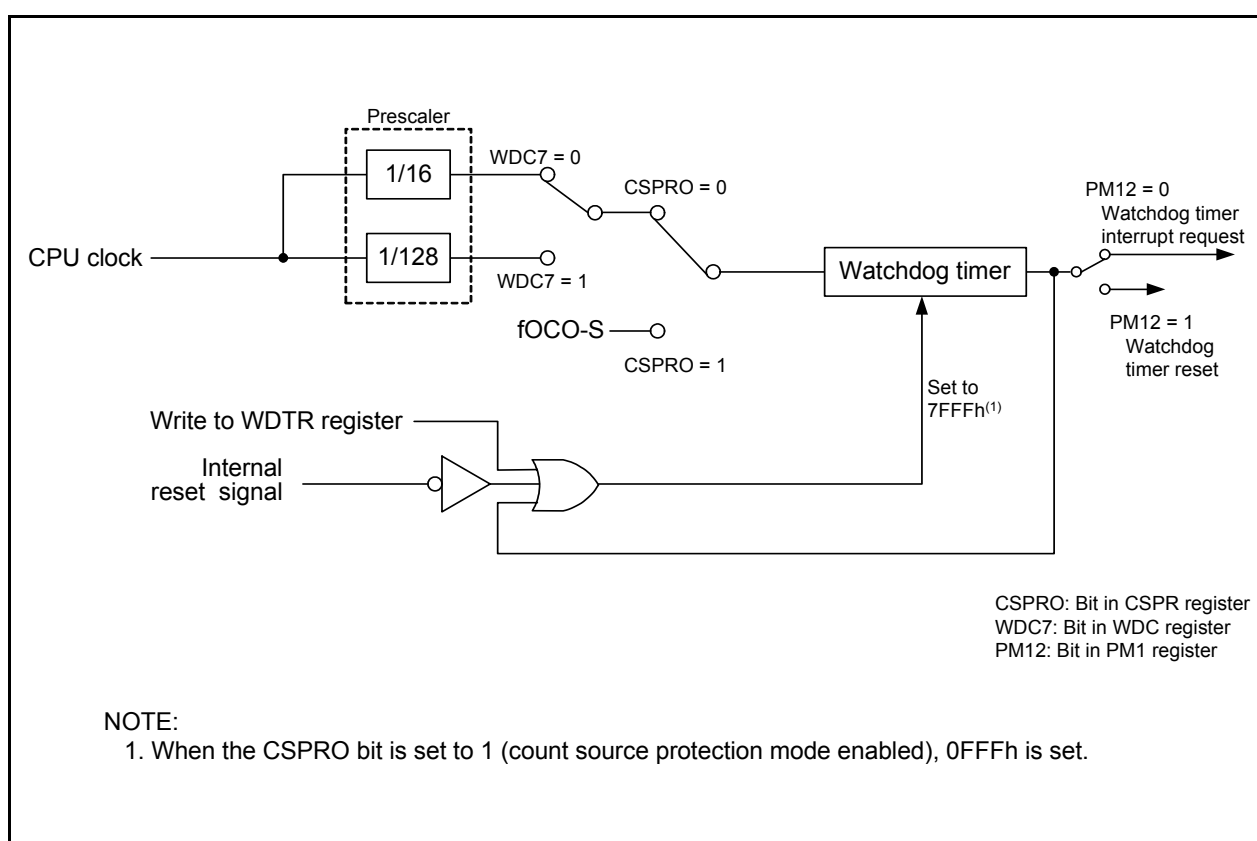 Prescaler
1/16
WDC7 = 0
CSPRO = 0
PM12 = 0
Watchdog timer
interrupt request
CPU clock
1/128
WDC7 = 1
Watchdog timer
fOCO-S
CSPRO = 1
PM12 = 1
Watchdog
timer reset
Set to
7FFFh(1)
Write to WDTR register
Internal
reset signal
CSPRO: Bit in CSPR register
WDC7: Bit in WDC register
PM12: Bit in PM1 register
NOTE:
1. When the CSPRO bit is set to 1 (count source protection mode enabled), 0FFFh is set.